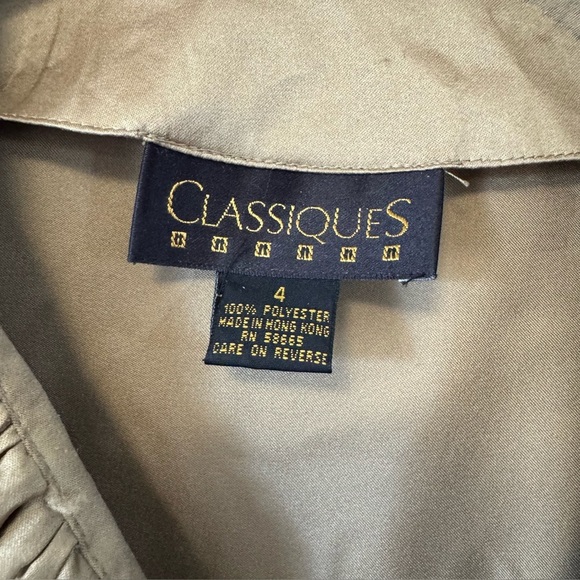 CLASSIQUES
4
100% POLYESTER
MADE IN HONG KONG
RN 58665
CARE ON REVERSE